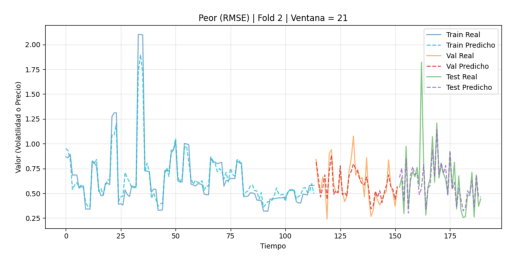 Peor (RMSE) | Fold 2 | Ventana = 21
Valor (Volatilidad o Precio)
2.00
1.75
1.50
1.25
1.00
0.75
0.50
0.25
Train Real
Train Predicho
Val Real
Val Predicho
Test Real
Test Predicho
0
25
50
75
100
125
150
175
Tiempo